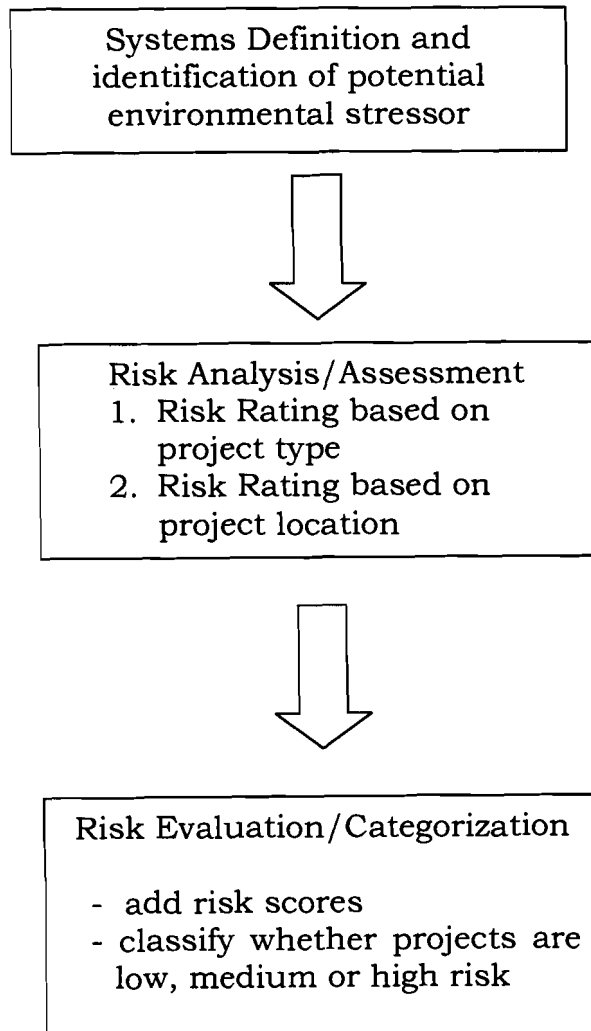 Systems Definition and
identification of potential
environmental stressor
Risk Analysis/Assessment
1. Risk Rating based on
project type
2. Risk Rating based on
project location
Risk Evaluation/Categorization
- add risk scores
- classify whether projects are
low, medium or high risk